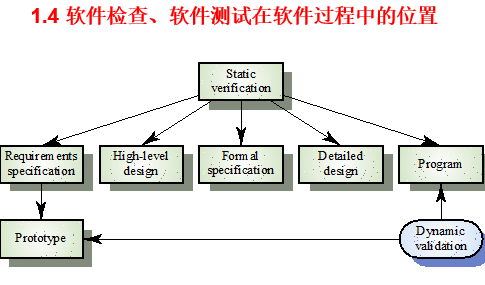 1.4 软件检查、软件测试在软件过程中的位置
Static
verification
Requirements
specification
High-level
design
Formal
specification
Detailed
design
Program
Prototype
Dynamic
validation